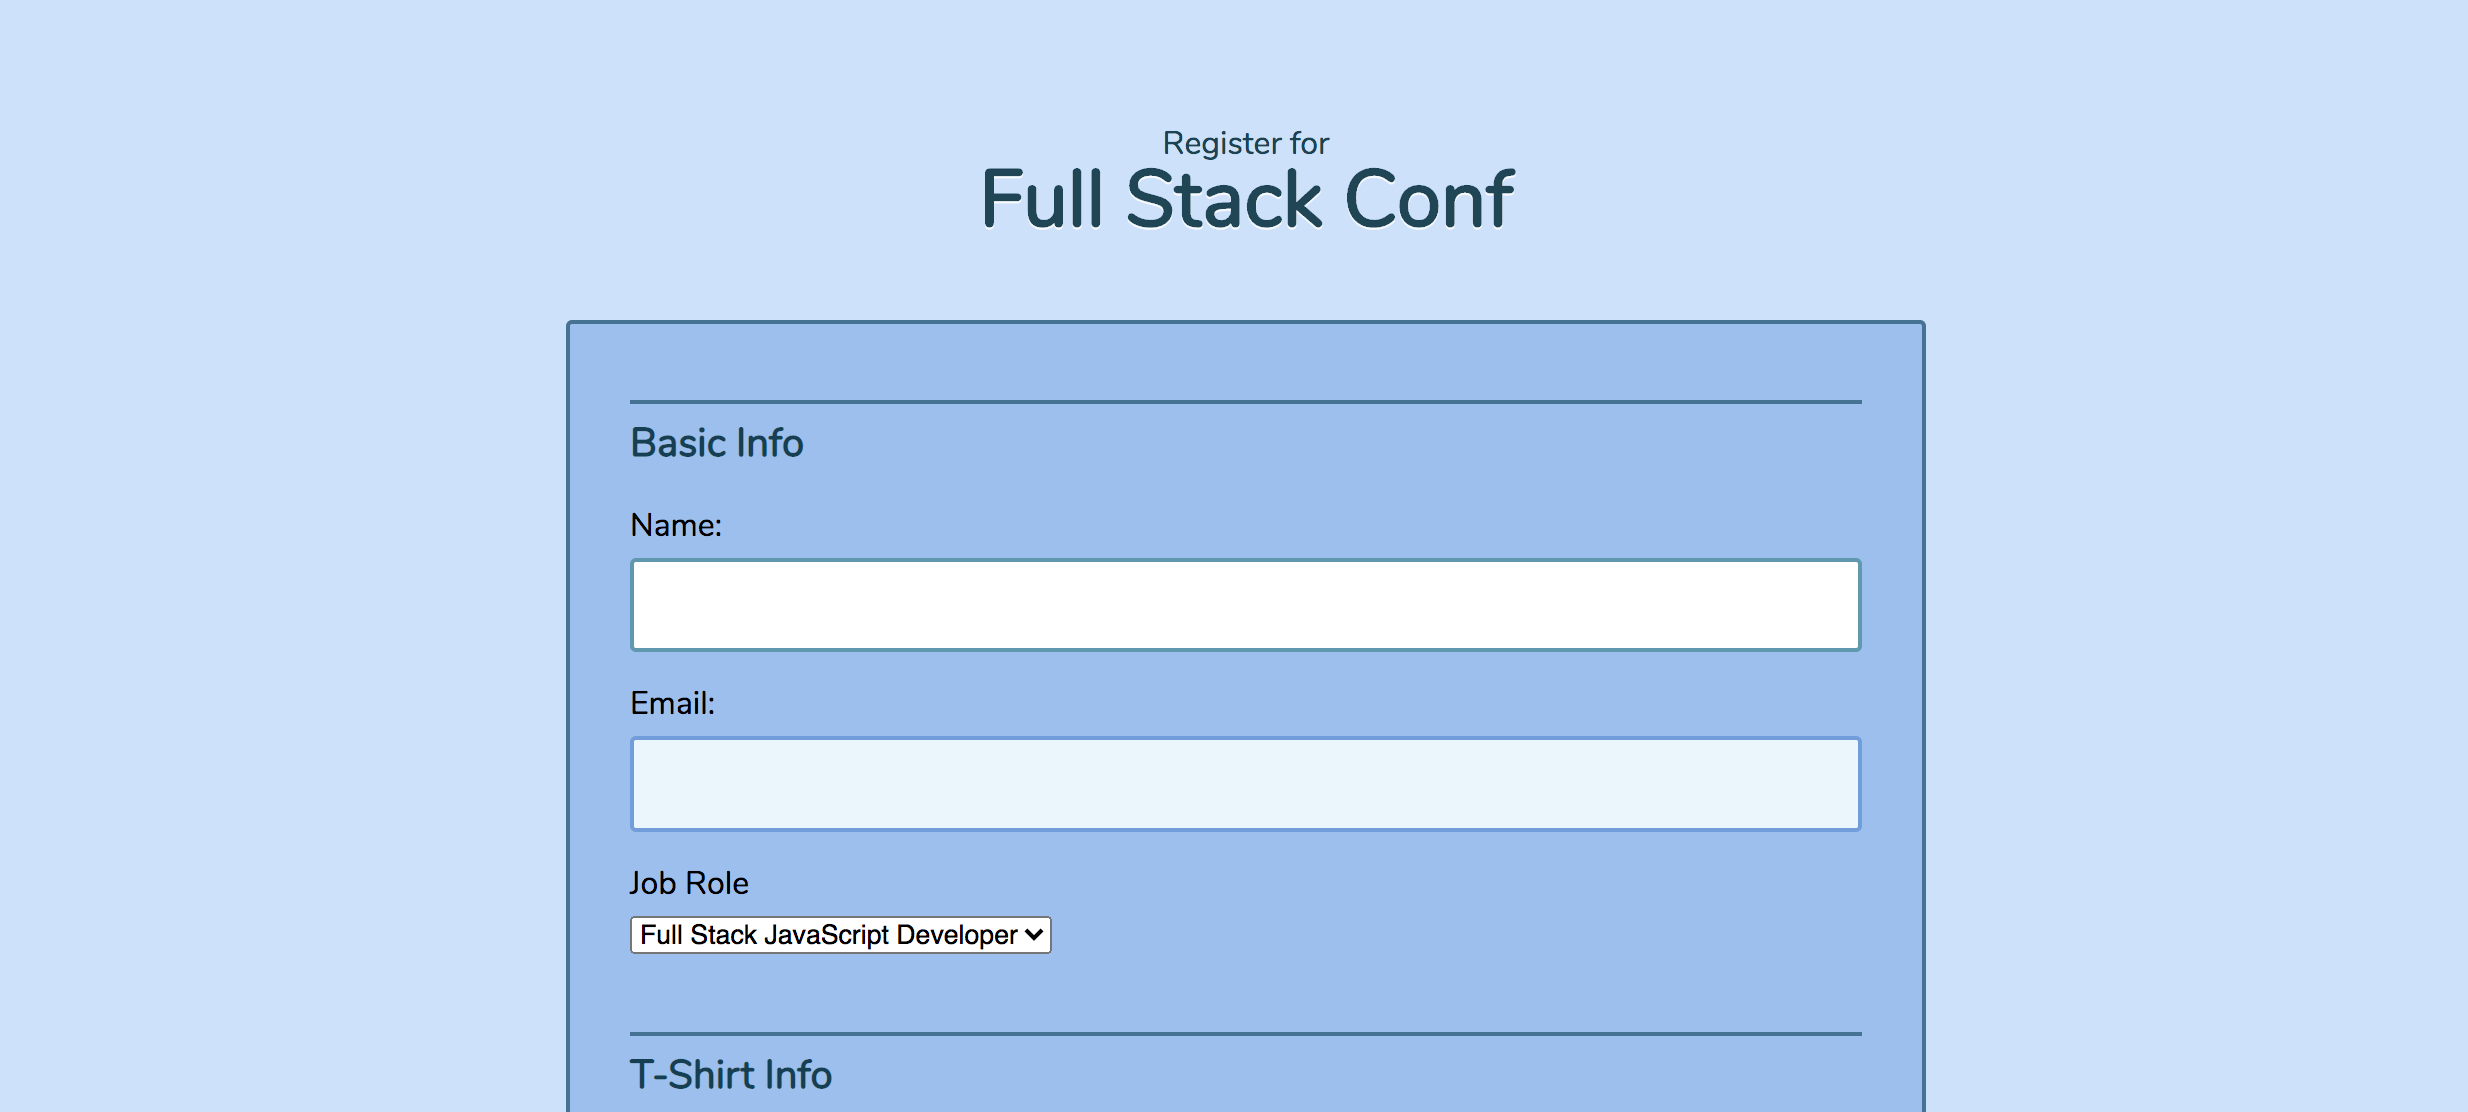 Register for
Full Stack Conf
Basic Info
Name:
Email:
Job Role
Full Stack JavaScript Developer
T-Shirt Info